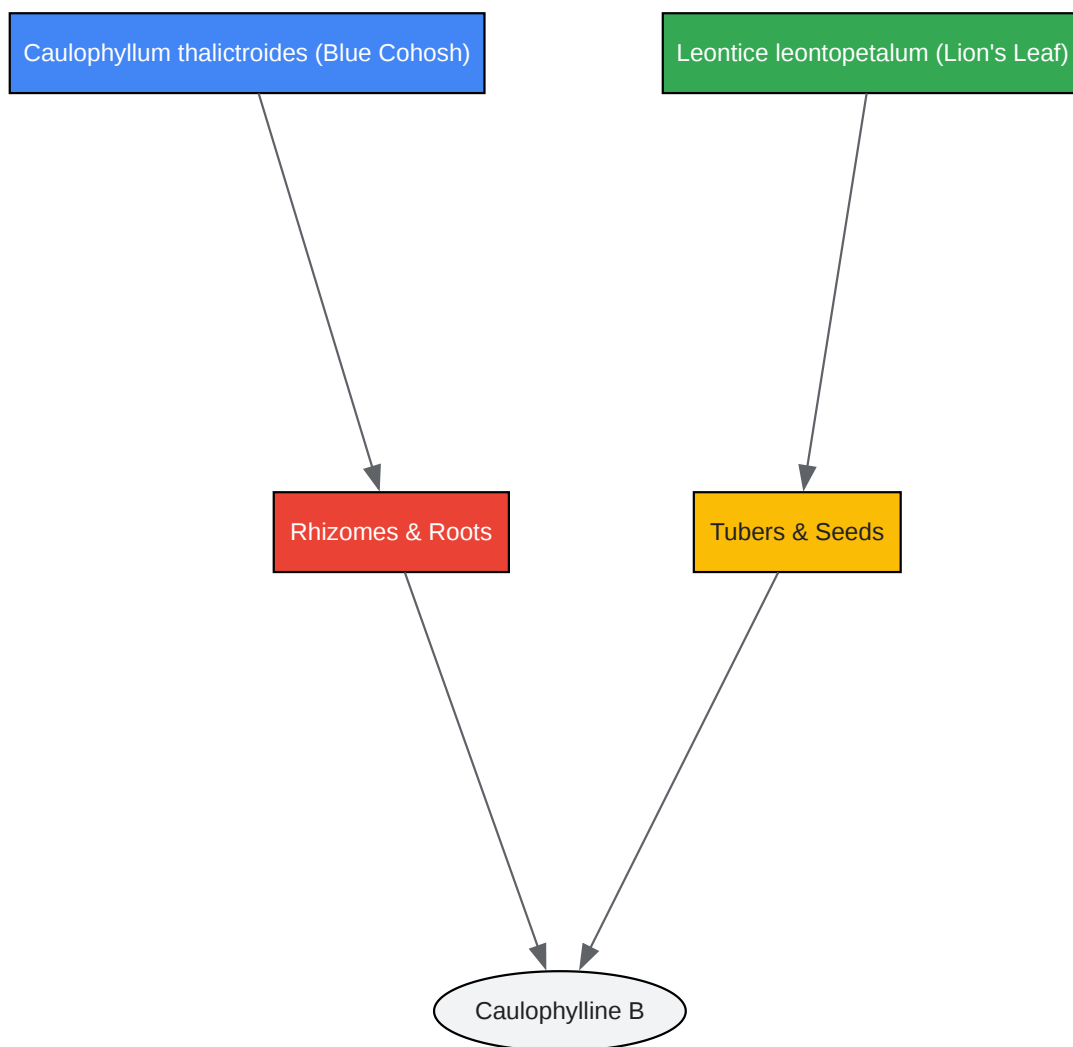 Caulophyllum thalictroides (Blue Cohosh)
Leontice leontopetalum (Lion's Leaf)
Rhizomes & Roots
Tubers & Seeds
Caulophylline B